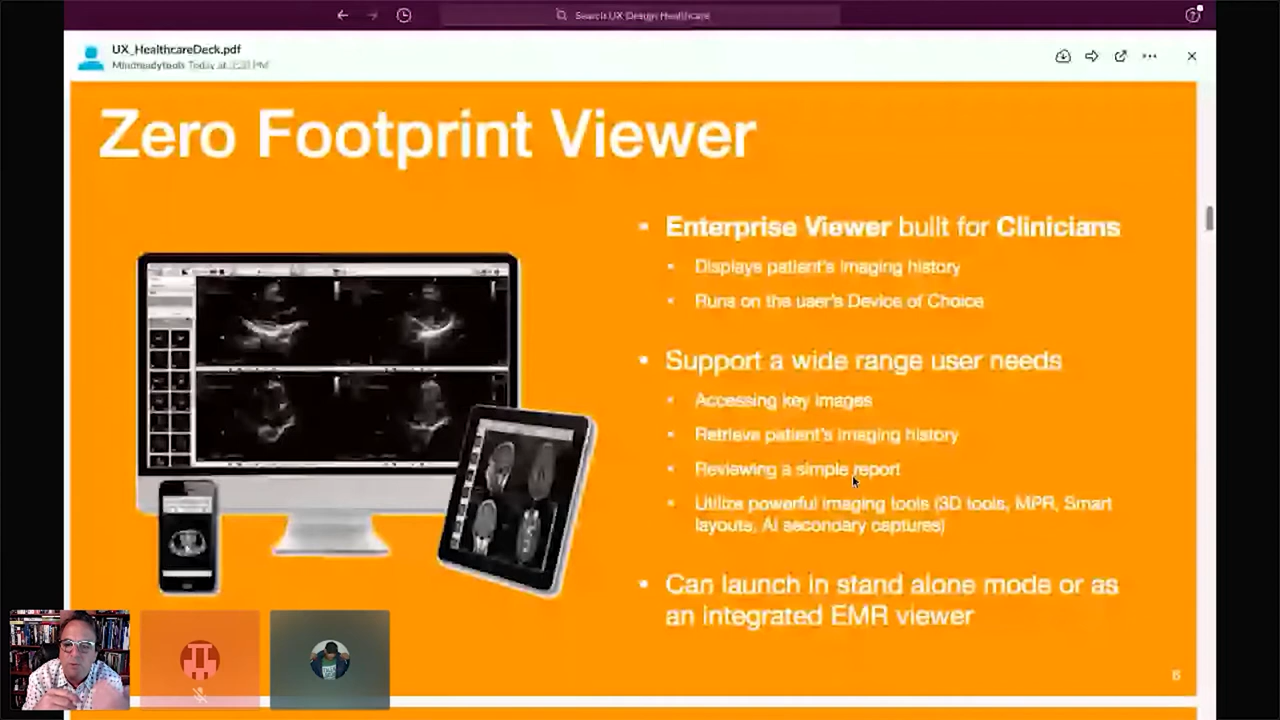 Search UX Design Healthcare
UX_HealthcareDeck.pdf
Mindreadytools Today at
Zero Footprint Viewer
• Enterprise Viewer built for Clinicians
• Displays patient's imaging history
• Runs on the user's Device of Choice
• Support a wide range user needs
• Accessing key images
• Retrieve patient's imaging history
• Reviewing a simple report
• Utilize powerful imaging tools (3D tools, MPR, Smart
layouts, AI secondary captures)
• Can launch in stand alone mode or as
an integrated EMR viewer